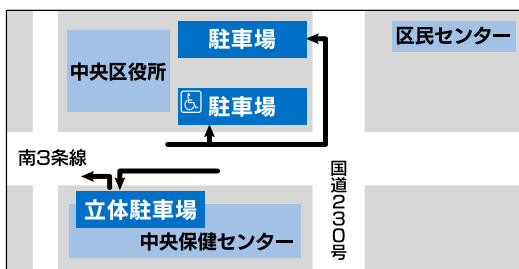 駐車場
区民センター
中央区役所
駐車場
南3条線
国道230号
立体駐車場
中央保健センター